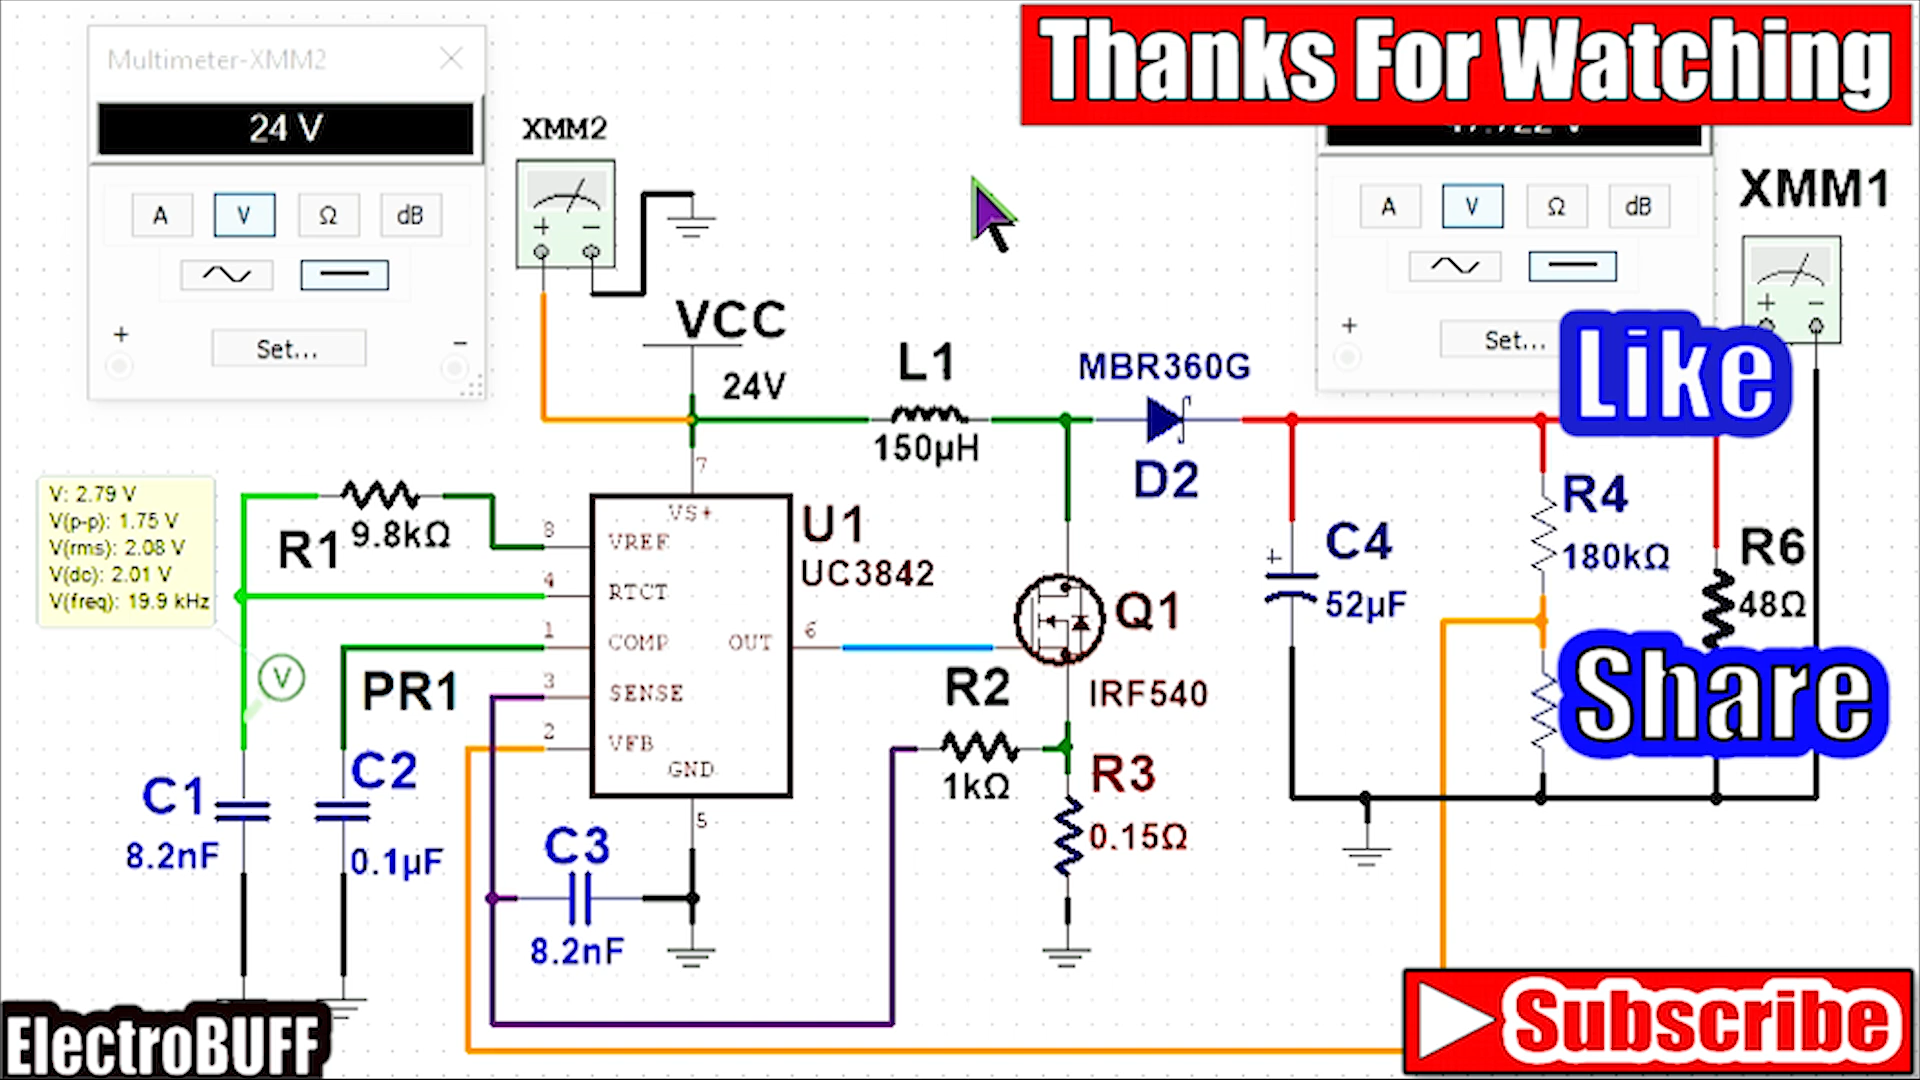 Thanks For Watching
Multimeter-XMM2
24 V
A
V
Ω
dB
Set...
+
−
XMM2
+ −
A
V
Ω
dB
+
Set...
XMM1
+ −
Like
VCC
24V
L1
150µH
MBR360G
D2
V: 2.79 V
V(p-p): 1.75 V
V(rms): 2.08 V
V(dc): 2.01 V
V(freq): 19.9 kHz
V
PR1
R1
9.8kΩ
7
VS+
8
VREF
4
RTCT
1
COMP
3
SENSE
2
VFB
OUT
6
GND
5
U1
UC3842
Q1
IRF540
R2
1kΩ
R3
0.15Ω
+
C4
52µF
R4
180kΩ
R6
48Ω
Share
C1
8.2nF
C2
0.1µF
C3
8.2nF
ElectroBUFF
Subscribe